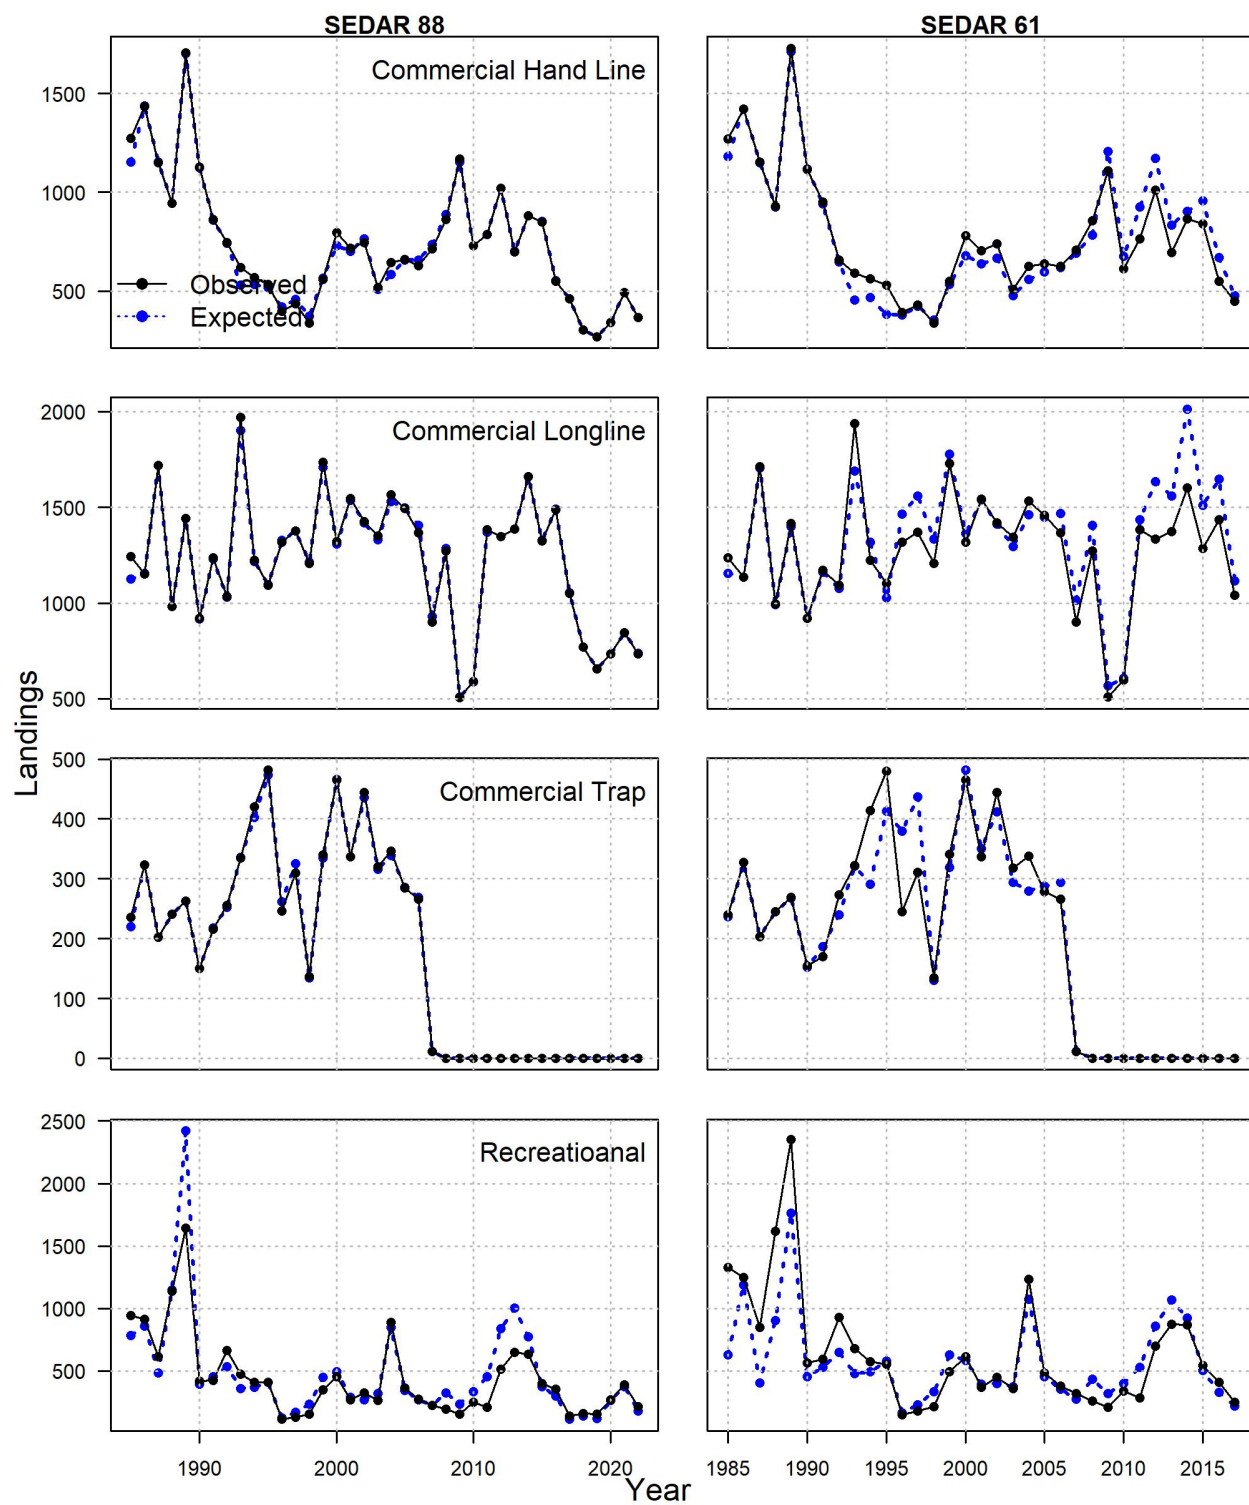 SEDAR 88
SEDAR 61
Commercial Hand Line
1500
1000
500
Observed
Expected
Commercial Longline
2000
1500
1000
500
Landings
Commercial Trap
500
400
300
200
100
0
Recreatioanal
2500
2000
1500
1000
500
1990 2000 2010 2020
1985 1990 1995 2000 2005 2010 2015
Year